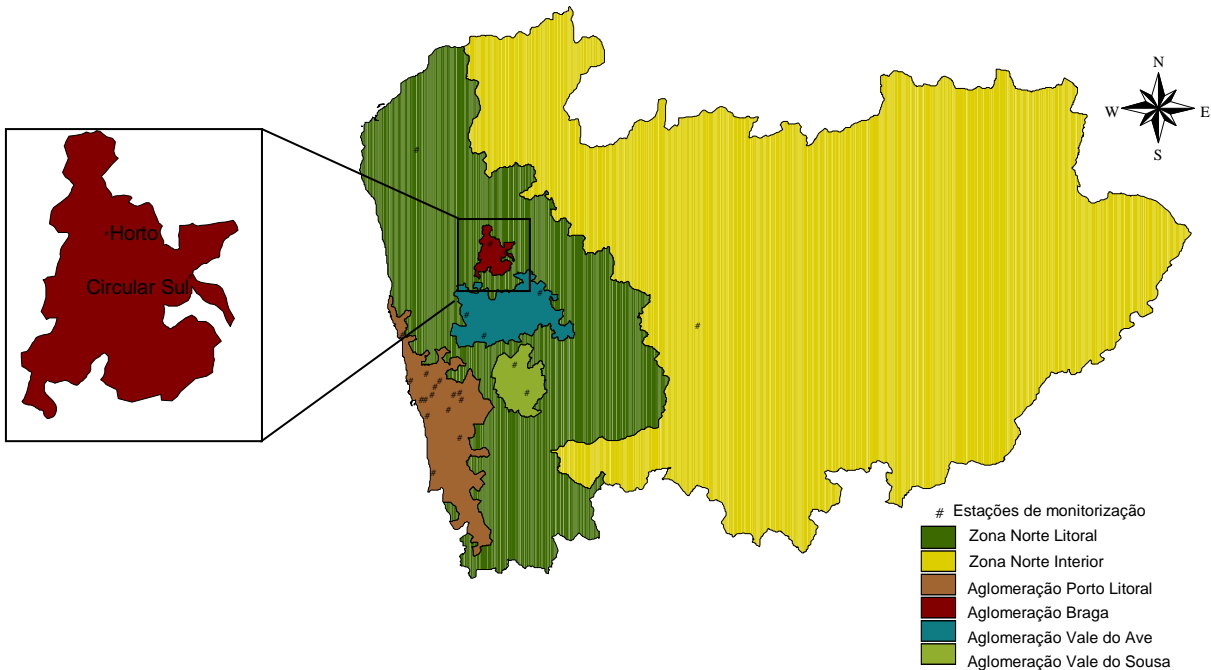 N
W E
S
#Horto
Circular Sul
# Estações de monitorização
Zona Norte Litoral
Zona Norte Interior
Aglomeração Porto Litoral
Aglomeração Braga
Aglomeração Vale do Ave
Aglomeração Vale do Sousa